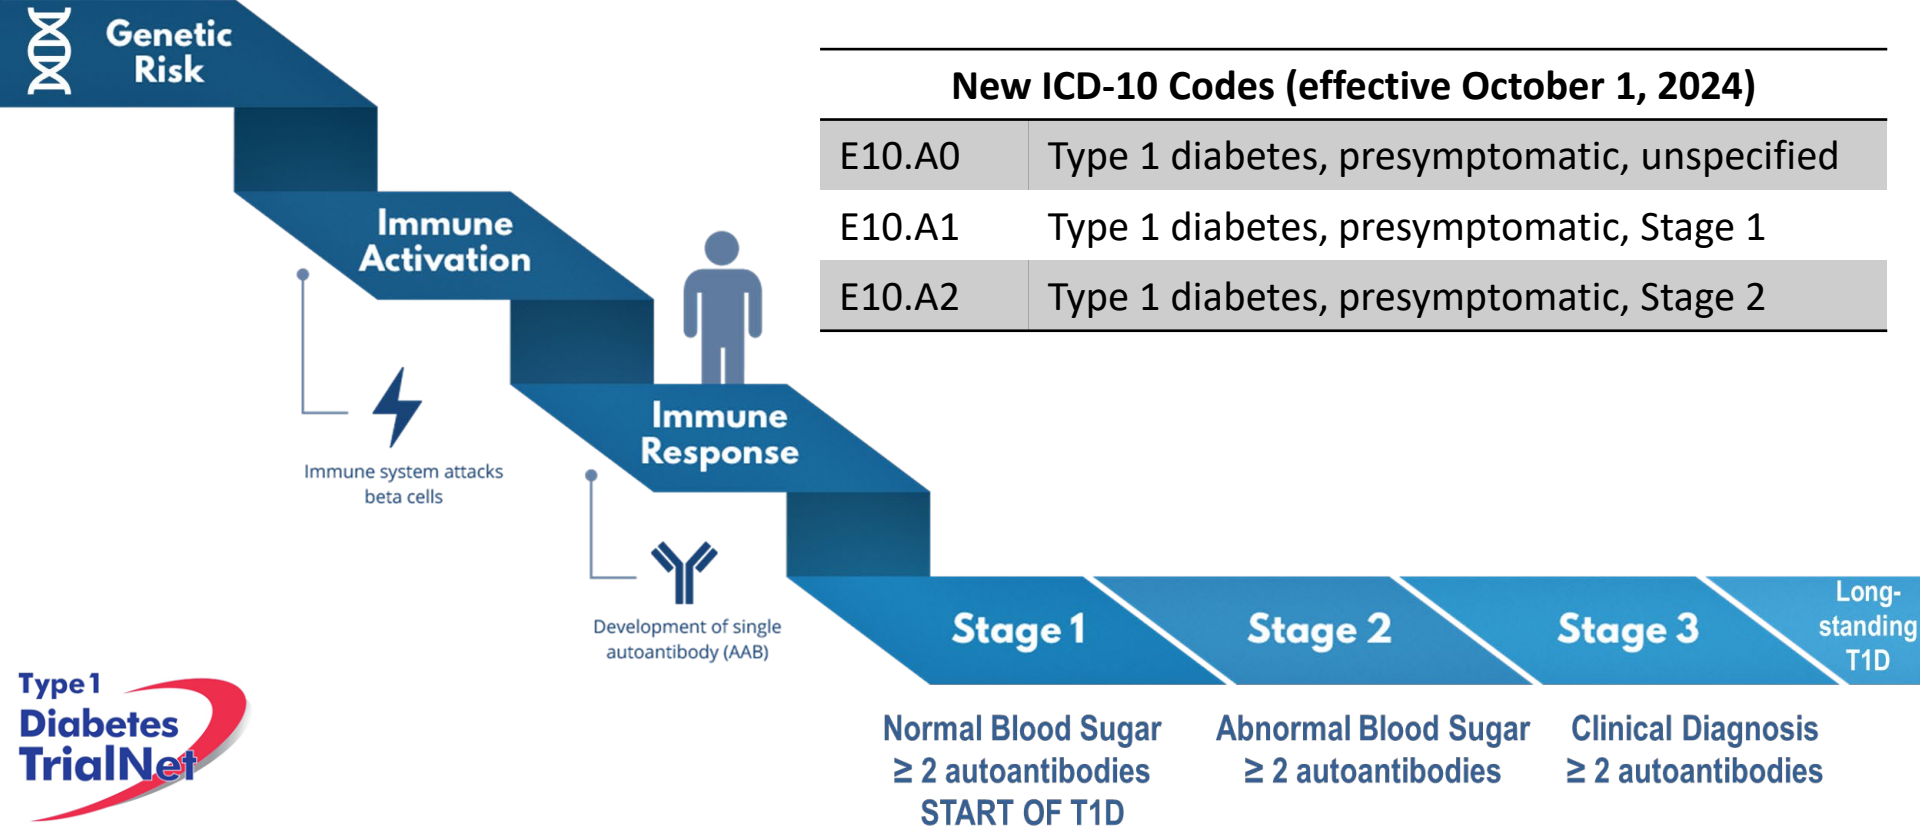 Genetic
Risk
New ICD-10 Codes (effective October 1, 2024)
E10.A0 Type 1 diabetes, presymptomatic, unspecified
E10.A1 Type 1 diabetes, presymptomatic, Stage 1
E10.A2 Type 1 diabetes, presymptomatic, Stage 2
Immune
Activation
Immune system attacks
beta cells
Immune
Response
Development of single
autoantibody (AAB)
Stage 1
Stage 2
Stage 3
Long-
standing
T1D
Normal Blood Sugar
≥ 2 autoantibodies
START OF T1D
Abnormal Blood Sugar
≥ 2 autoantibodies
Clinical Diagnosis
≥ 2 autoantibodies
Type 1
Diabetes
TrialNet